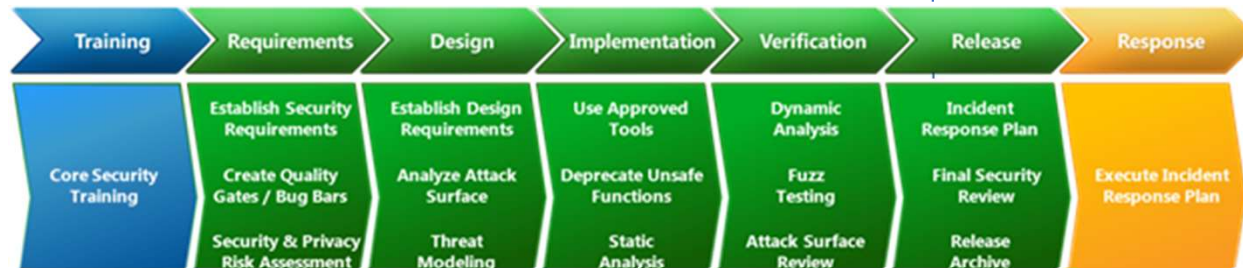 Training
Requirements
Design
Implementation
Verification
Release
Response
Core Security
Training
Establish Security
Requirements
Create Quality
Gates / Bug Bars
Security & Privacy
Risk Assessment
Establish Design
Requirements
Analyze Attack
Surface
Threat
Modeling
Use Approved
Tools
Deprecate Unsafe
Functions
Static
Analysis
Dynamic
Analysis
Fuzz
Testing
Attack Surface
Review
Incident
Response Plan
Final Security
Review
Release
Archive
Execute Incident
Response Plan